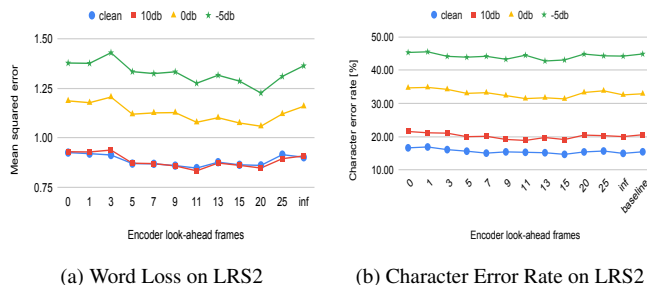 clean 10db 0db -5db
1.50
1.25
1.00
0.75
Mean squared error
0 1 3 5 7 9 11 13 15 20 25 inf
Encoder look-ahead frames
(a) Word Loss on LRS2
clean 10db 0db -5db
50.00
40.00
30.00
20.00
10.00
Character error rate [%]
0 1 3 5 7 9 11 13 15 20 25 inf baseline
Encoder look-ahead frames
(b) Character Error Rate on LRS2